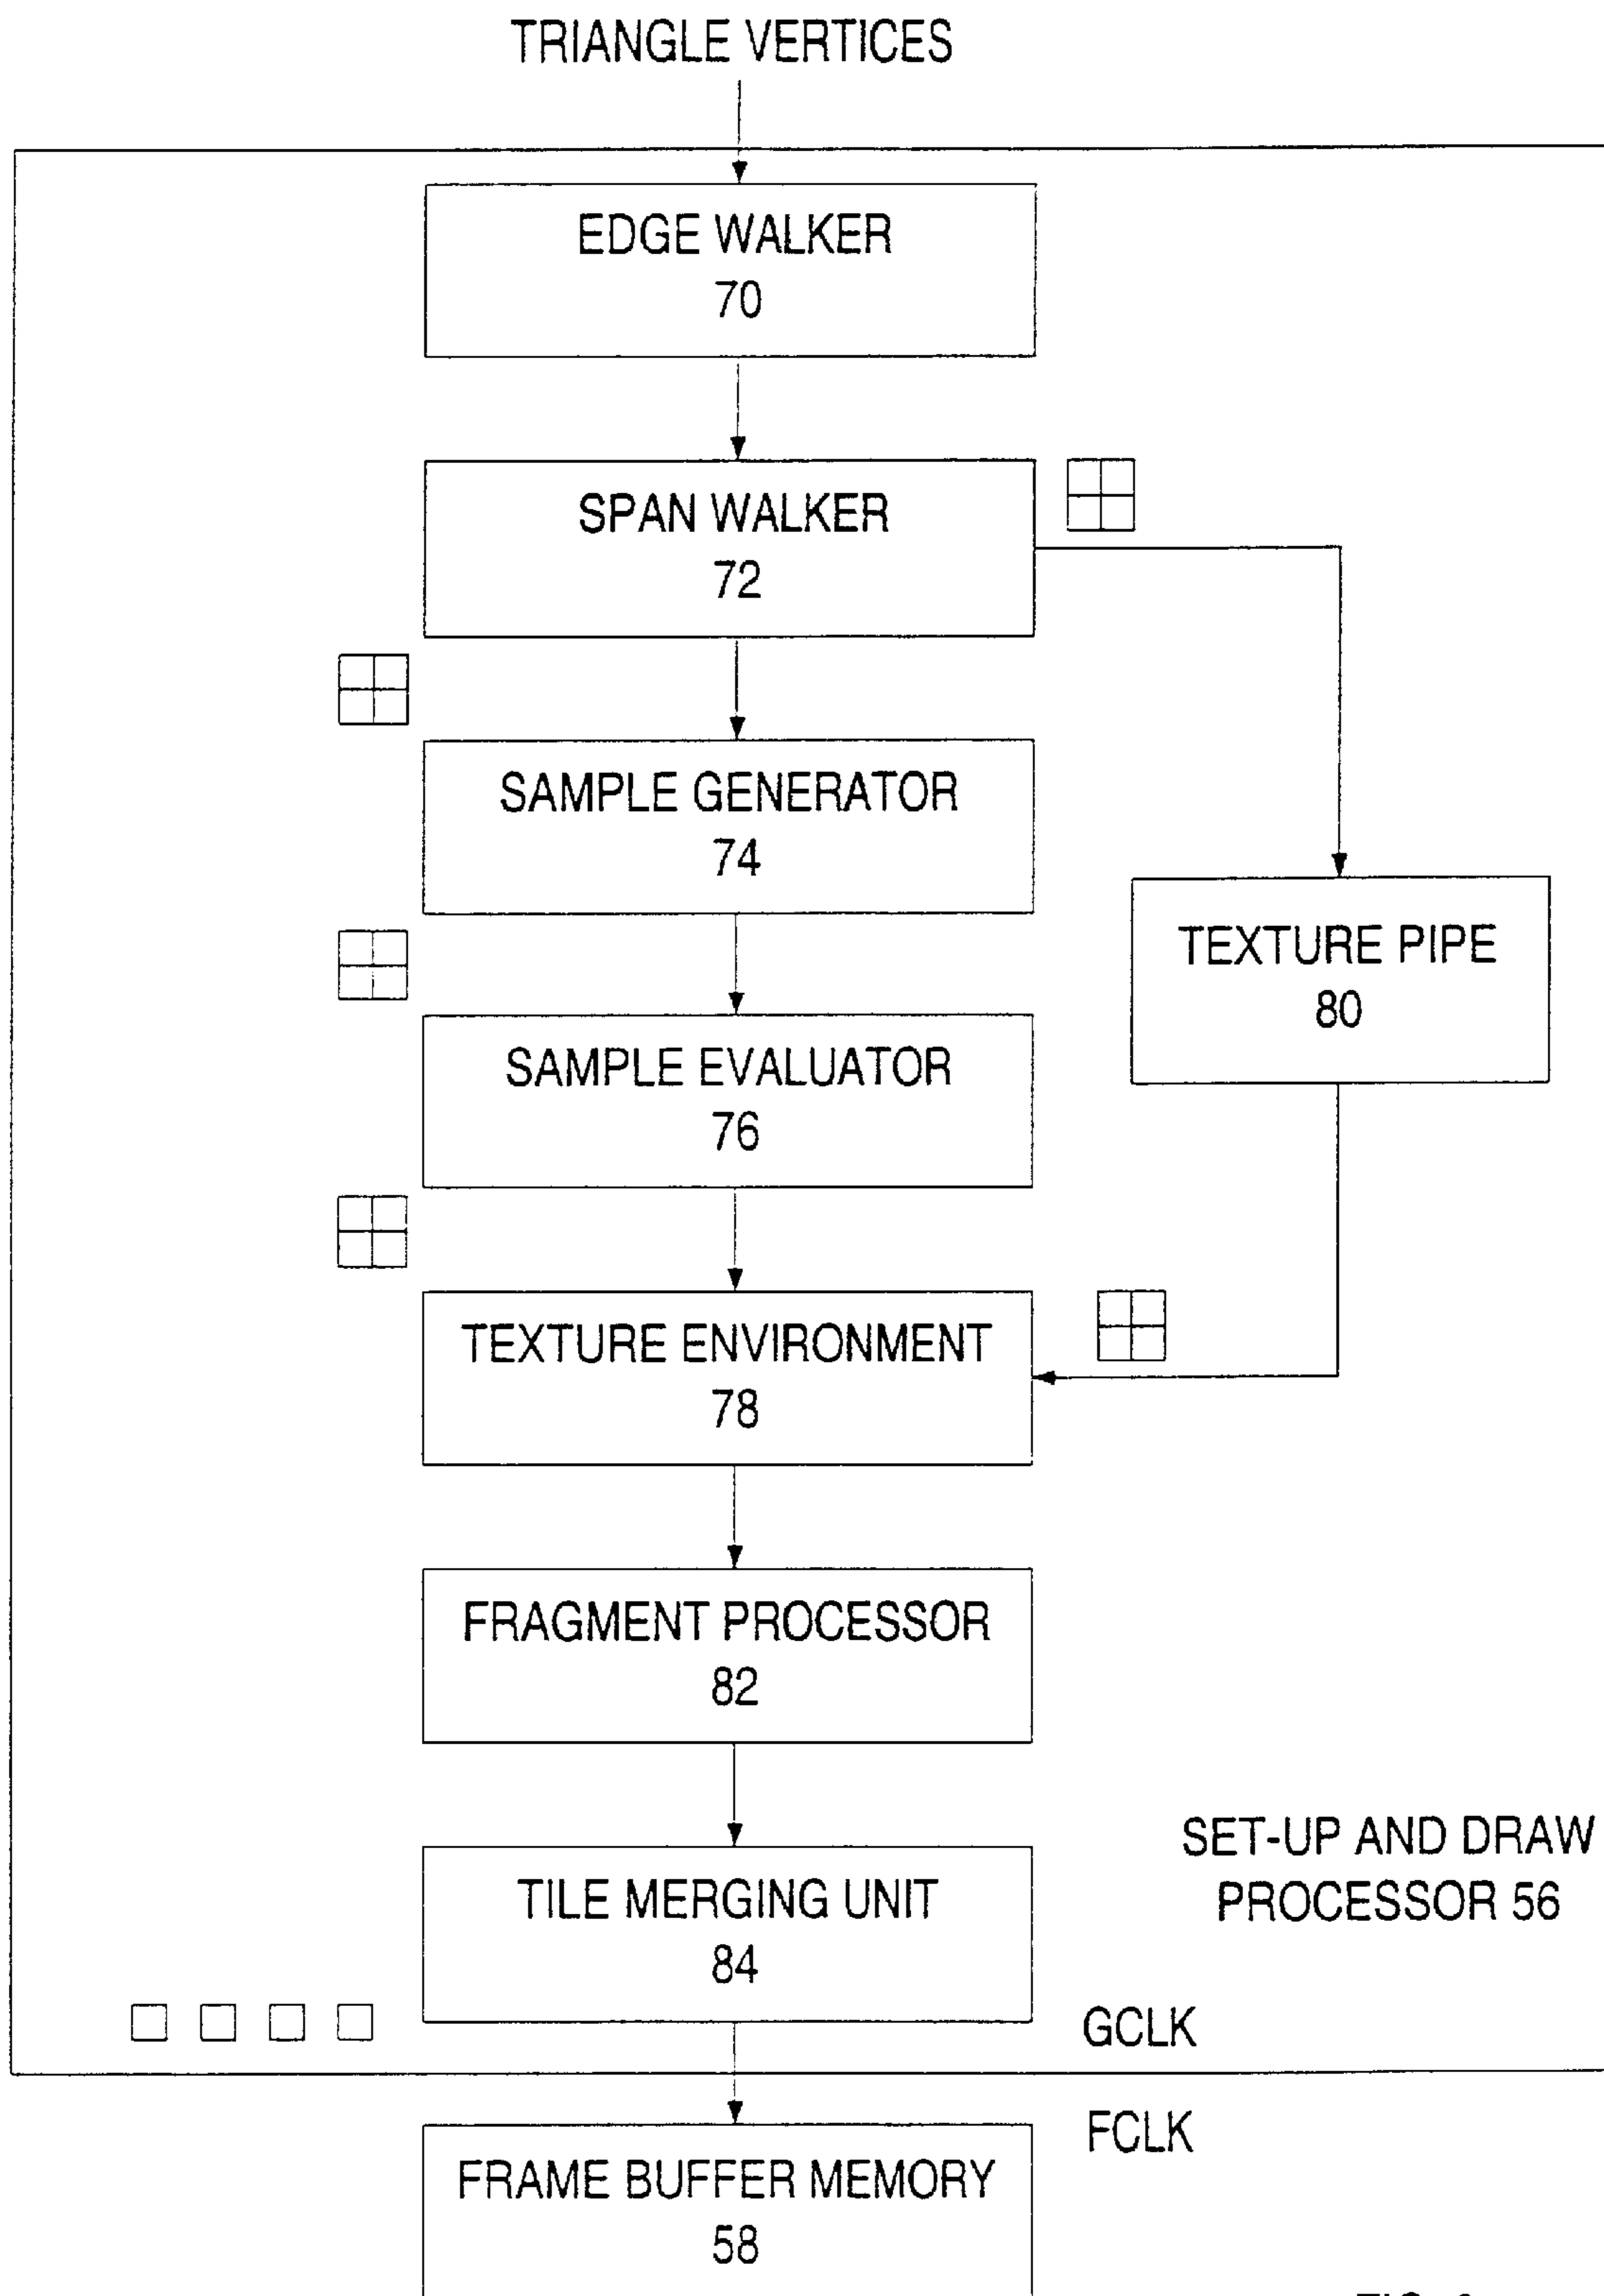 TRIANGLE VERTICES
EDGE WALKER
70
SPAN WALKER
72
SAMPLE GENERATOR
74
TEXTURE PIPE
80
SAMPLE EVALUATOR
76
TEXTURE ENVIRONMENT
78
FRAGMENT PROCESSOR
82
SET-UP AND DRAW
PROCESSOR 56
TILE MERGING UNIT
84
GCLK
FCLK
FRAME BUFFER MEMORY
58